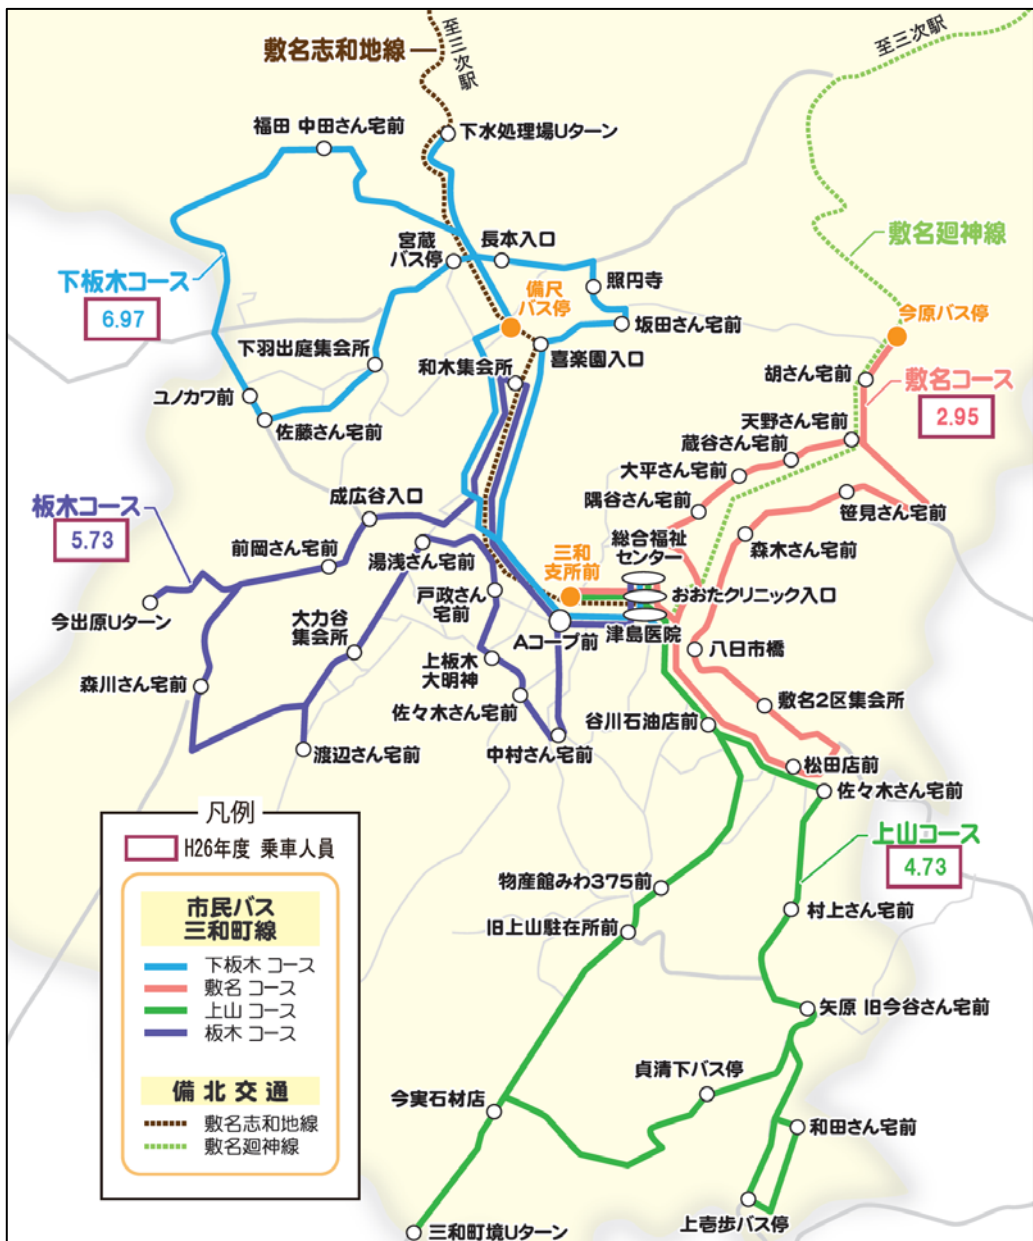 至三次駅
敷名志和地線
至三次駅
福田 中田さん宅前
下水処理場Uターン
敷名廻神線
宮蔵
バス停
長本入口
下板木コース
6.97
備尺
バス停
照円寺
今原バス停
坂田さん宅前
下羽出庭集会所
喜楽園入口
和木集会所
胡さん宅前
敷名コース
2.95
ユノカワ前
佐藤さん宅前
天野さん宅前
蔵谷さん宅前
大平さん宅前
隅谷さん宅前
笹見さん宅前
成広谷入口
板木コース
5.73
前岡さん宅前
湯浅さん宅前
総合福祉
センター
森木さん宅前
三和
支所前
おおたクリニック入口
戸政さん
宅前
今出原Uターン
大力谷
集会所
Aコープ前
津島医院
八日市橋
上板木
大明神
森川さん宅前
佐々木さん宅前
敷名2区集会所
谷川石油店前
渡辺さん宅前
中村さん宅前
松田店前
佐々木さん宅前
凡例
H26年度 乗車人員
上山コース
4.73
市民バス
三和町線
下板木 コース
敷名 コース
上山 コース
板木 コース
備北交通
敷名志和地線
敷名廻神線
物産館みわ375前
村上さん宅前
旧上山駐在所前
矢原 旧今谷さん宅前
貞清下バス停
今実石材店
和田さん宅前
上壱歩バス停
三和町境Uターン